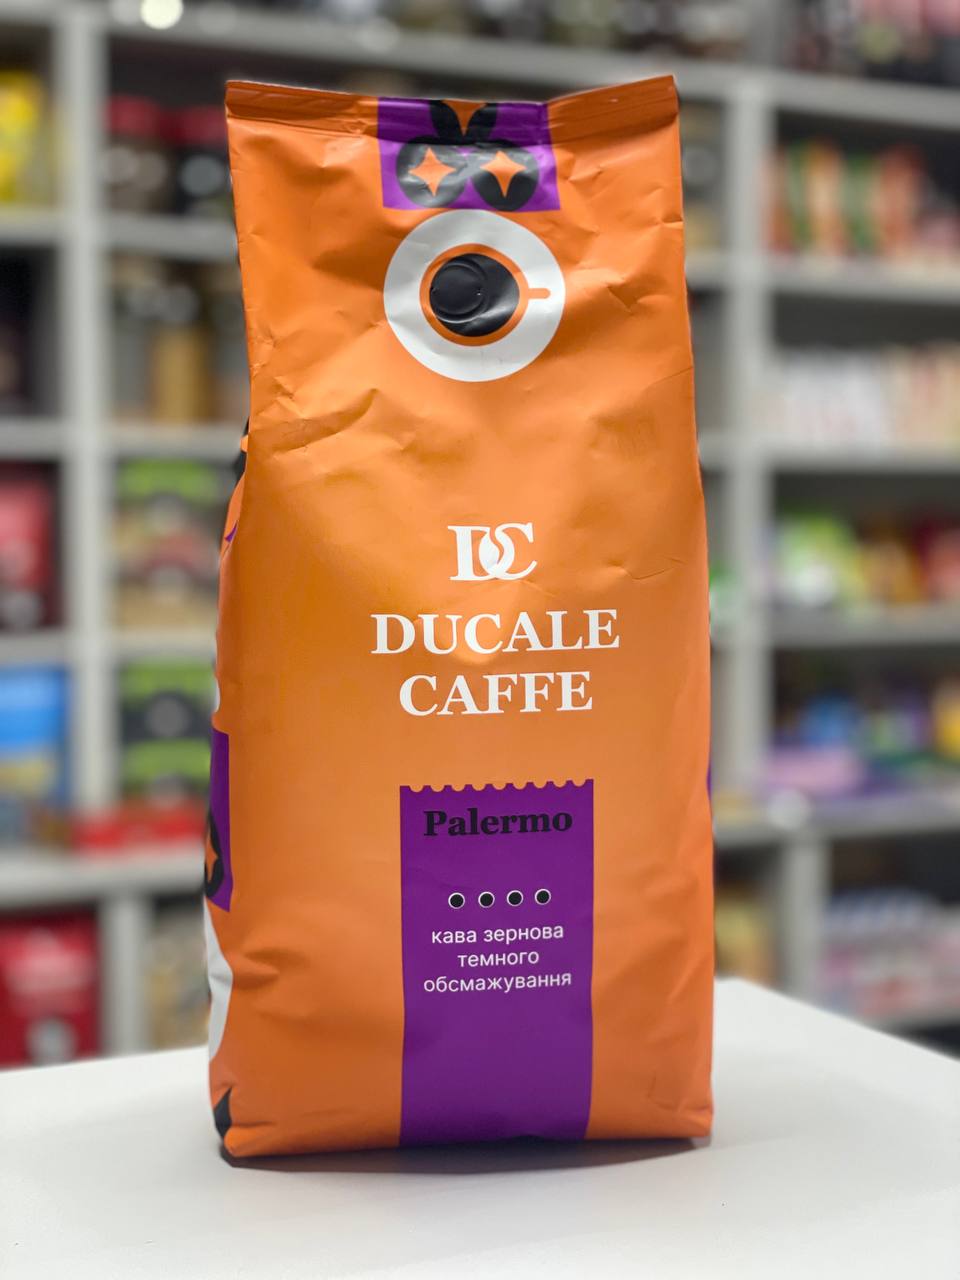 DC
DUCALE
CAFFE
Palermo
кава зернова
темного
обсмажування